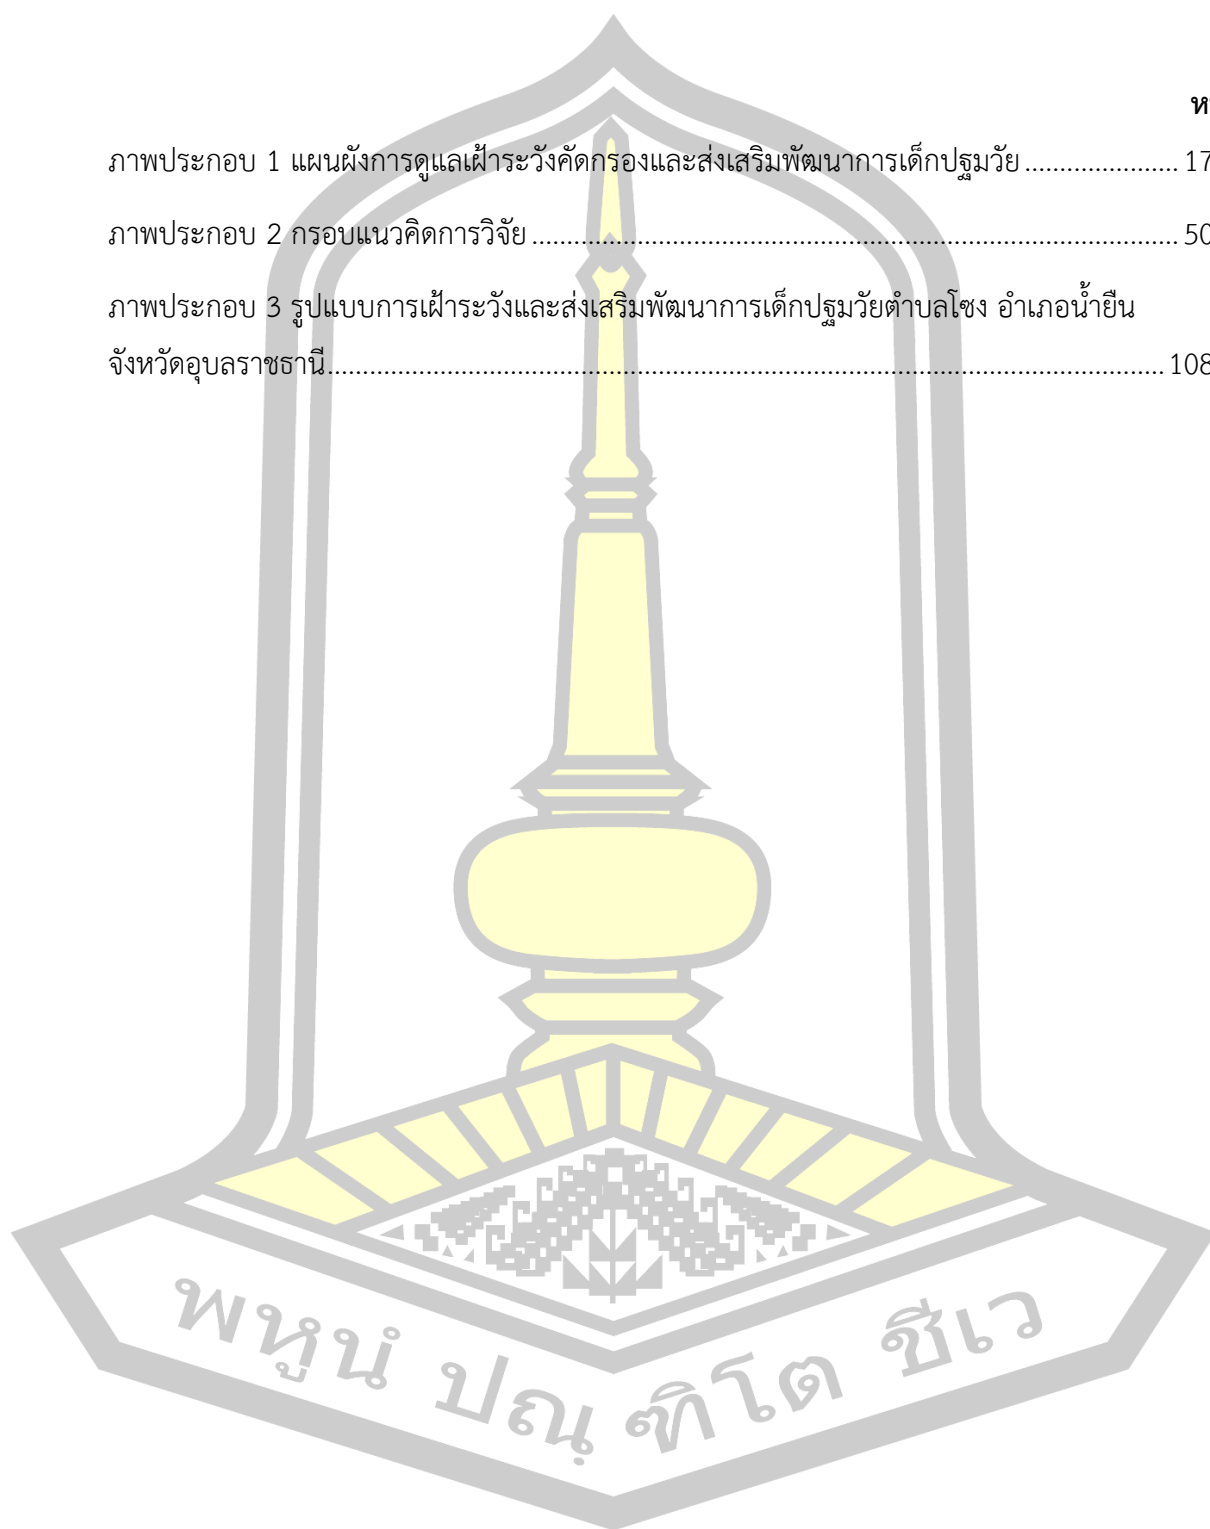 ภาพประกอบ 1 แผนผังการดูแลเฝ้าระวังคัดกรองและส่งเสริมพัฒนาการเด็กปฐมวัย ...................... 17
ภาพประกอบ 2 กรอบแนวคิดการวิจัย ............................................................................................ 50
ภาพประกอบ 3 รูปแบบการเฝ้าระวังและส่งเสริมพัฒนาการเด็กปฐมวัยตำบลโซง อำเภอน้ำยืน
จังหวัดอุบลราชธานี....................................................................................................................... 108
พหูนํ ปณฺฑิโต ชีเว